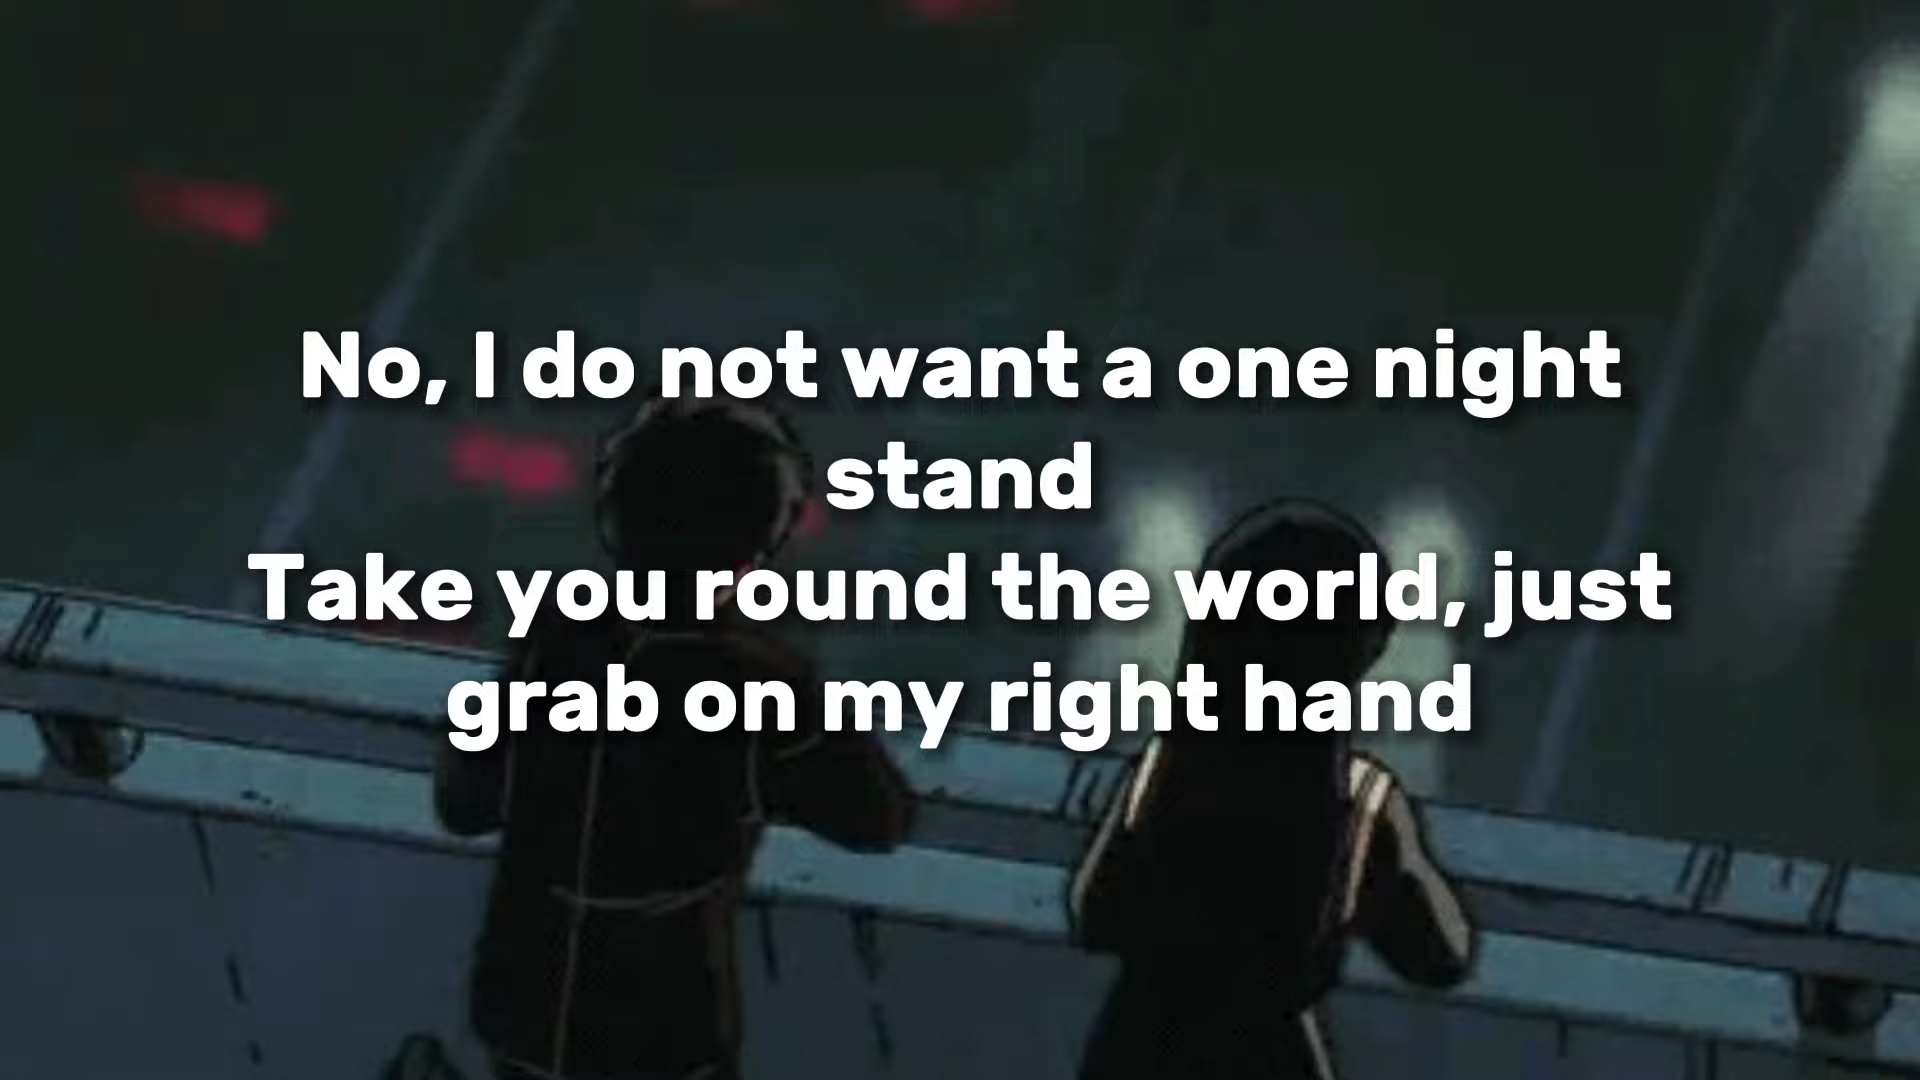 No, I do not want a one night
stand
Take you round the world, just
grab on my right hand